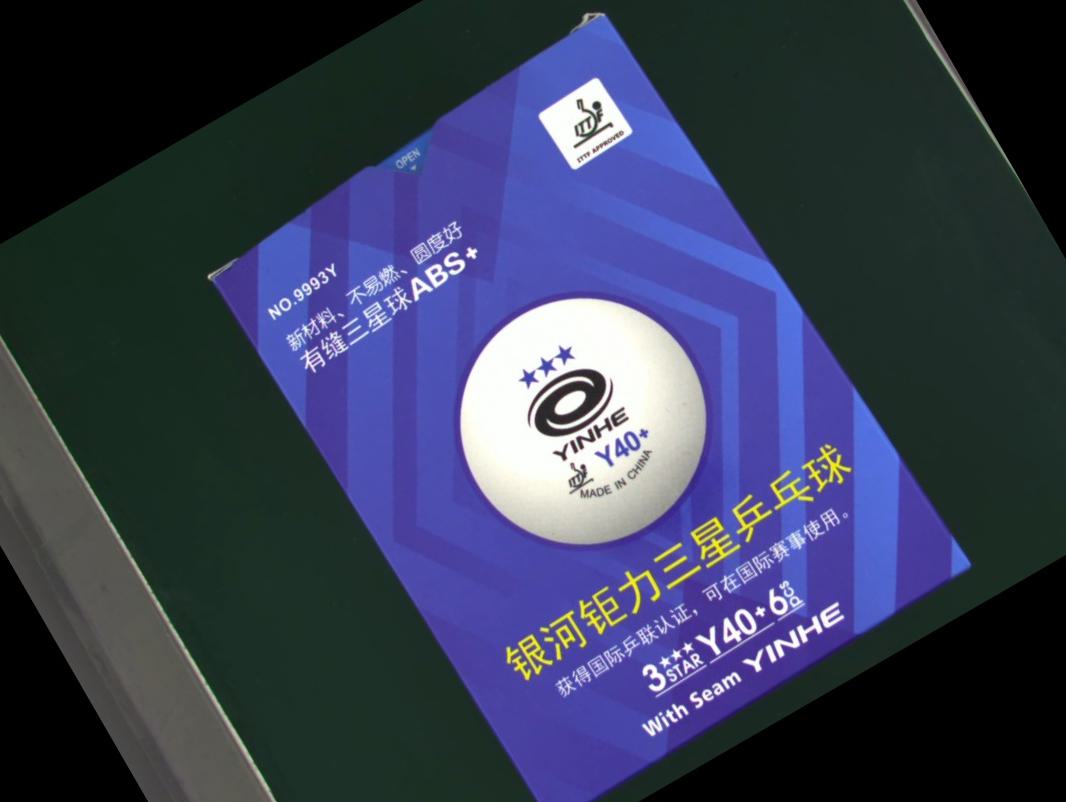 ITTF
ITTF APPROVED
OPEN
NO.9993Y
新材料、不易燃、圆度好
有缝三星球ABS+
YINHE
ITTF Y40+
MADE IN CHINA
银河钜力三星乒乓球
获得国际乒联认证，可在国际赛事使用。
3 STAR Y40+ 6 PCS
With Seam YINHE